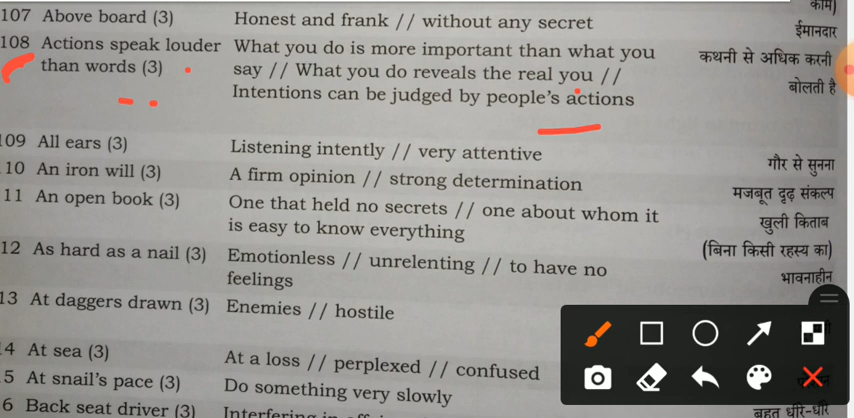 107 Above board (3) Honest and frank // without any secret
ईमानदार
108 Actions speak louder What you do is more important than what you
than words (3) say // What you do reveals the real you //
Intentions can be judged by people's actions
कथनी से अधिक करनी
बोलती है
109 All ears (3) Listening intently // very attentive गौर से सुनना
10 An iron will (3) A firm opinion // strong determination मजबूत दृढ़ संकल्प
11 An open book (3) One that held no secrets // one about whom it खुली किताब
is easy to know everything (बिना किसी रहस्य का)
12 As hard as a nail (3) Emotionless // unrelenting // to have no भावनाहीन
feelings
13 At daggers drawn (3) Enemies // hostile
4 At sea (3) At a loss // perplexed // confused
5 At snail's pace (3) Do something very slowly
6 Back seat driver (3) बहुत धीरे-धीरे